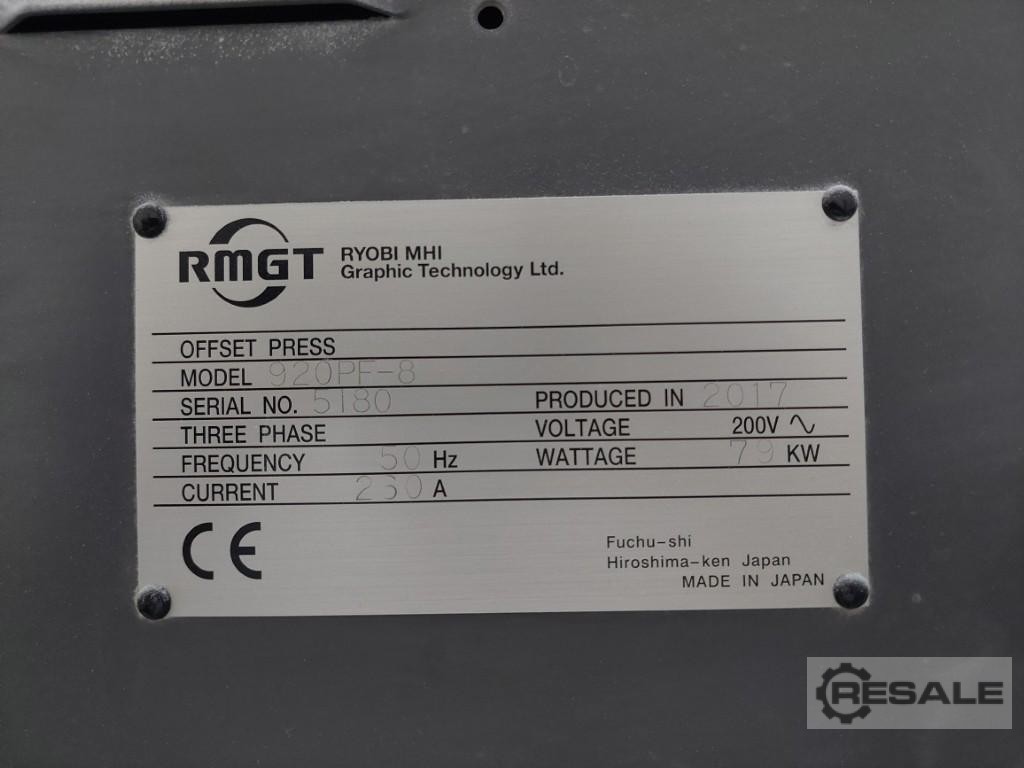 RMGT
RYOBI MHI
Graphic Technology Ltd.
OFFSET PRESS
MODEL 920PF-8
SERIAL NO. 5180 PRODUCED IN 2017
THREE PHASE VOLTAGE 200V ∿
FREQUENCY 50 Hz WATTAGE 79 KW
CURRENT 230 A
CE
Fuchu-shi
Hiroshima-ken Japan
MADE IN JAPAN
RESALE